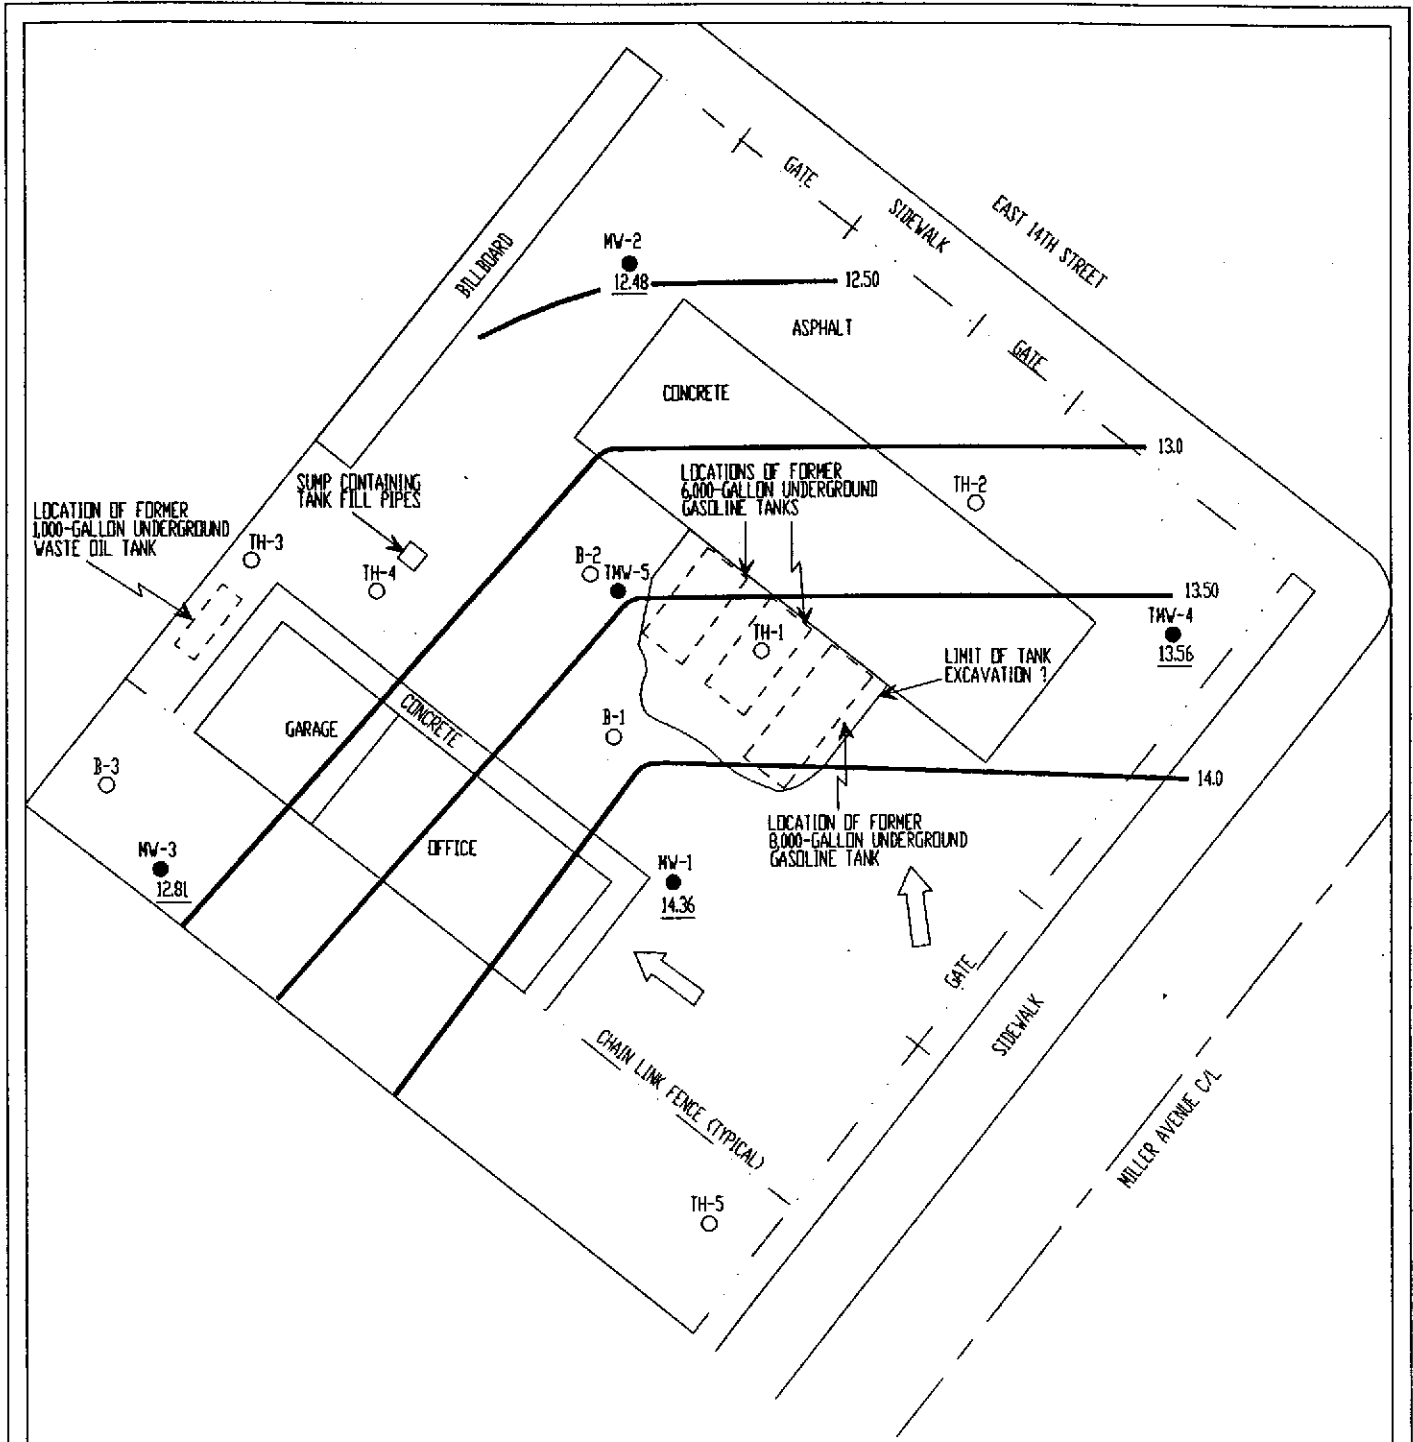 GATE
SIDEWALK
EAST 14TH STREET
MW-2
12.48
12.50
BILLBOARD
ASPHALT
GATE
CONCRETE
13.0
LOCATIONS OF FORMER
6,000-GALLON UNDERGROUND
GASOLINE TANKS
TH-2
SUMP CONTAINING
TANK FILL PIPES
LOCATION OF FORMER
1,000-GALLON UNDERGROUND
WASTE OIL TANK
TH-3
TH-4
B-2
TMW-5
13.50
TMW-4
13.56
TH-1
LIMIT OF TANK
EXCAVATION ?
CONCRETE
GARAGE
B-1
B-3
14.0
LOCATION OF FORMER
8,000-GALLON UNDERGROUND
GASOLINE TANK
OFFICE
MW-3
12.81
MW-1
14.36
GATE
SIDEWALK
CHAIN LINK FENCE (TYPICAL)
MILLER AVENUE C/L
TH-5